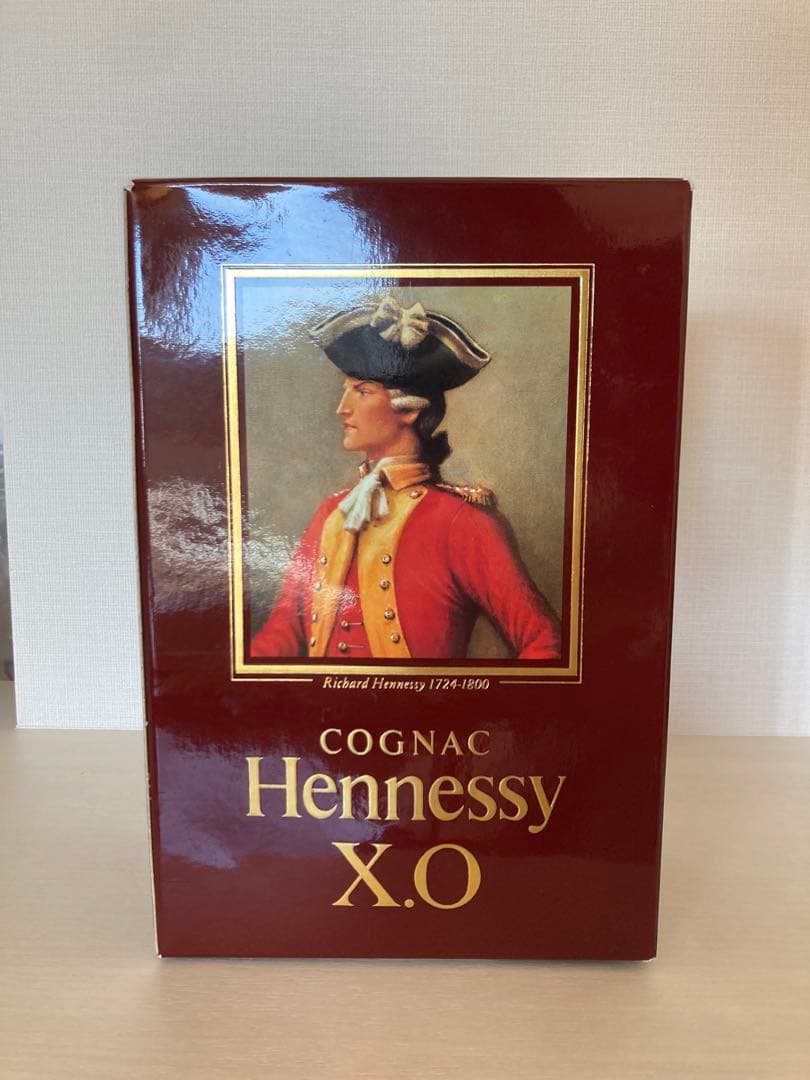 Richard Hennessy 1724-1800
COGNAC
Hennessy
X.O